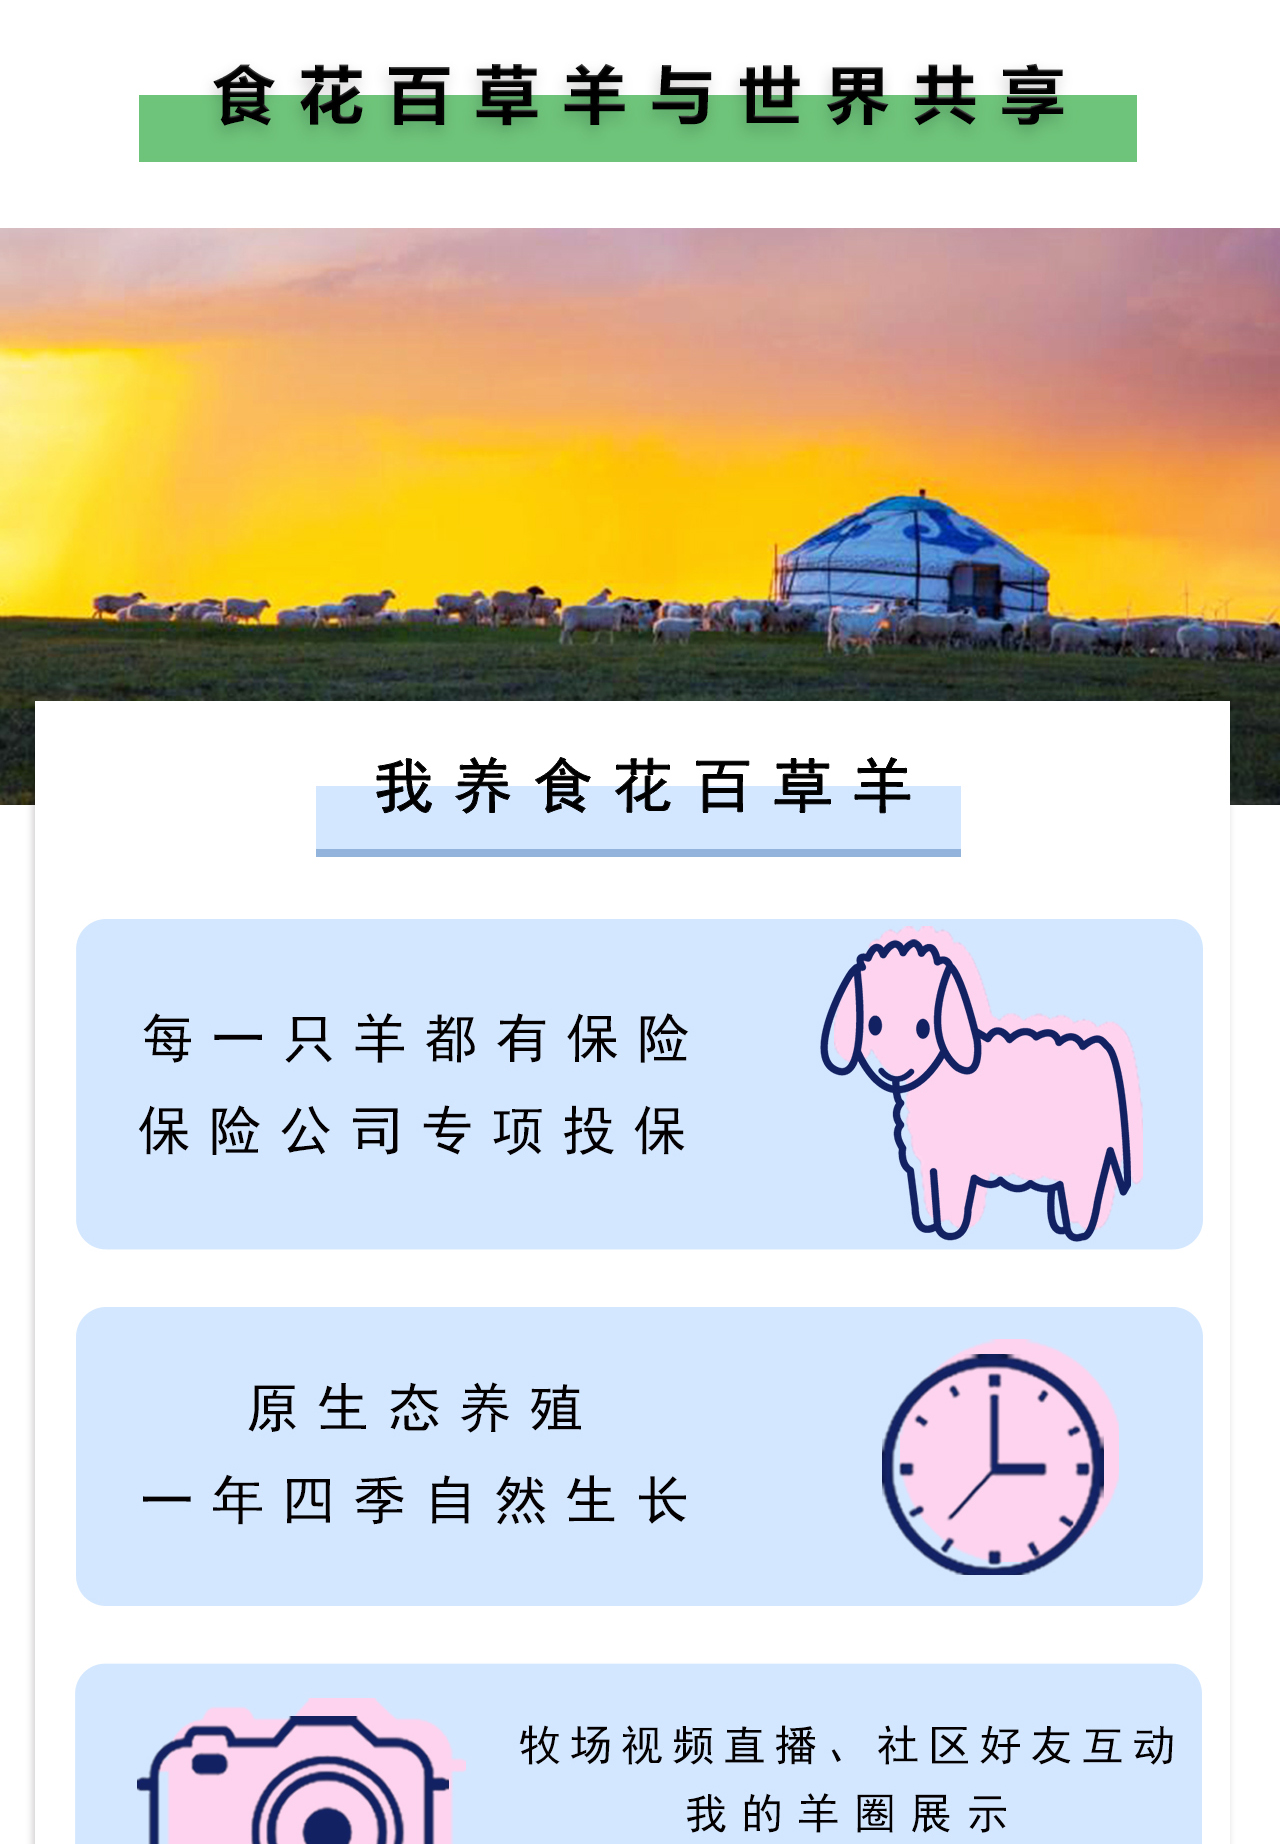 食花百草羊与世界共享
我养食花百草羊
每一只羊都有保险
保险公司专项投保
原生态养殖
一年四季自然生长
牧场视频直播、社区好友互动
我的羊圈展示